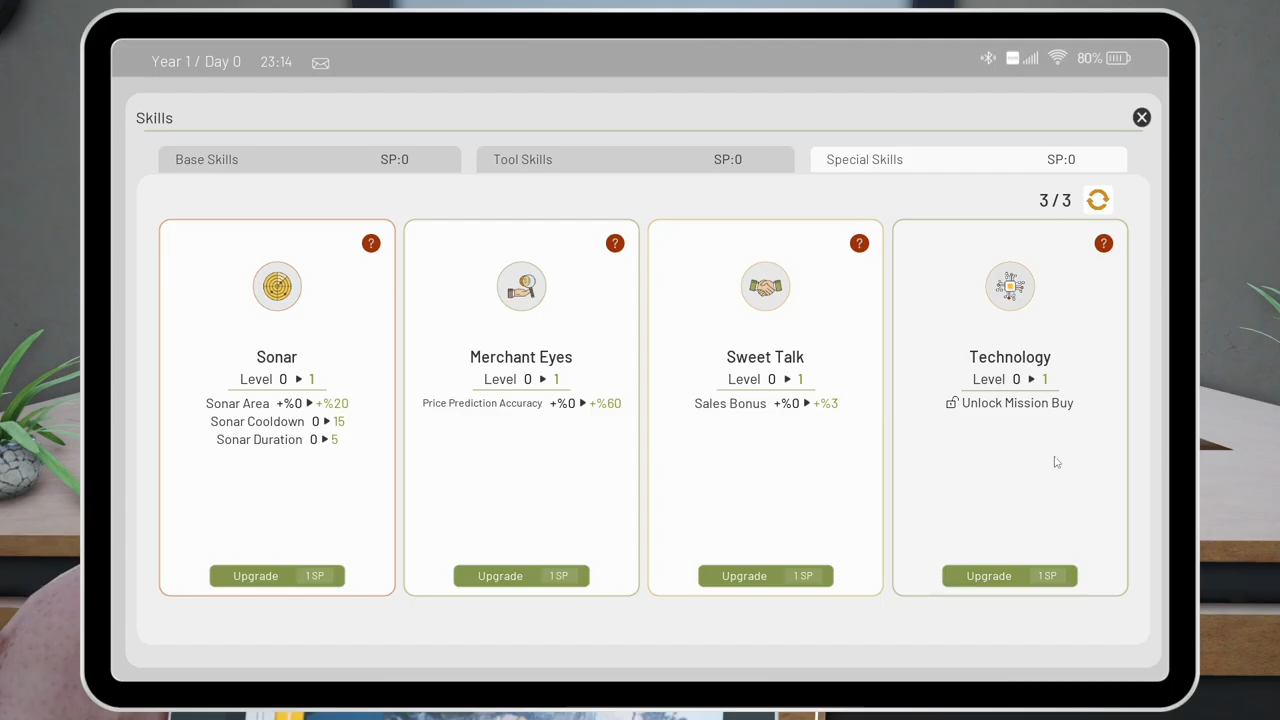 Year 1 / Day 0 23:14 80%
Skills
Base Skills SP:0 Tool Skills SP:0 Special Skills SP:0
3 / 3
? ? ? ?
Sonar
Level 0 1
Sonar Area +%0 +%20
Sonar Cooldown 0 15
Sonar Duration 0 5
Upgrade 1 SP
Merchant Eyes
Level 0 1
Price Prediction Accuracy +%0 +%60
Upgrade 1 SP
Sweet Talk
Level 0 1
Sales Bonus +%0 +%3
Upgrade 1 SP
Technology
Level 0 1
Unlock Mission Buy
Upgrade 1 SP